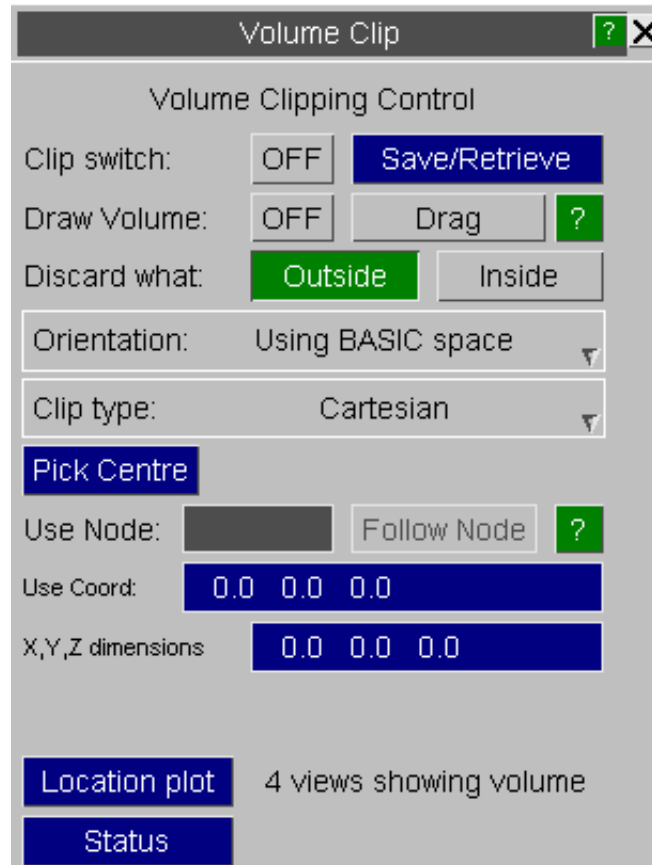 Volume Clip ? X
Volume Clipping Control
Clip switch: OFF Save/Retrieve
Draw Volume: OFF Drag ?
Discard what: Outside Inside
Orientation: Using BASIC space
Clip type: Cartesian
Pick Centre
Use Node: Follow Node ?
Use Coord: 0.0 0.0 0.0
X,Y,Z dimensions 0.0 0.0 0.0
Location plot 4 views showing volume
Status